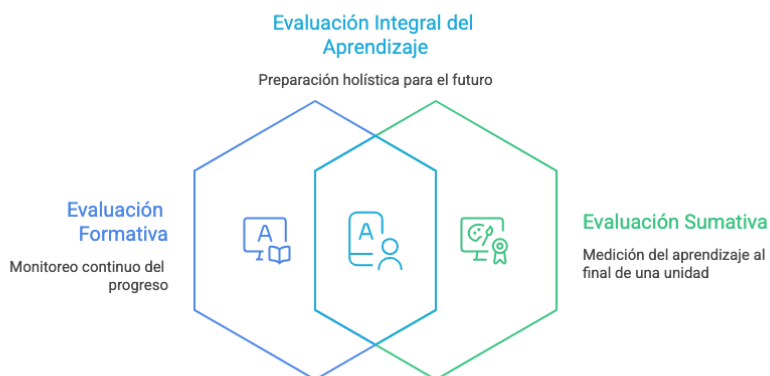 Evaluación Integral del
Aprendizaje
Preparación holística para el futuro
Evaluación
Formativa
Monitoreo continuo del
progreso
A
A
Evaluación Sumativa
Medición del aprendizaje al
final de una unidad